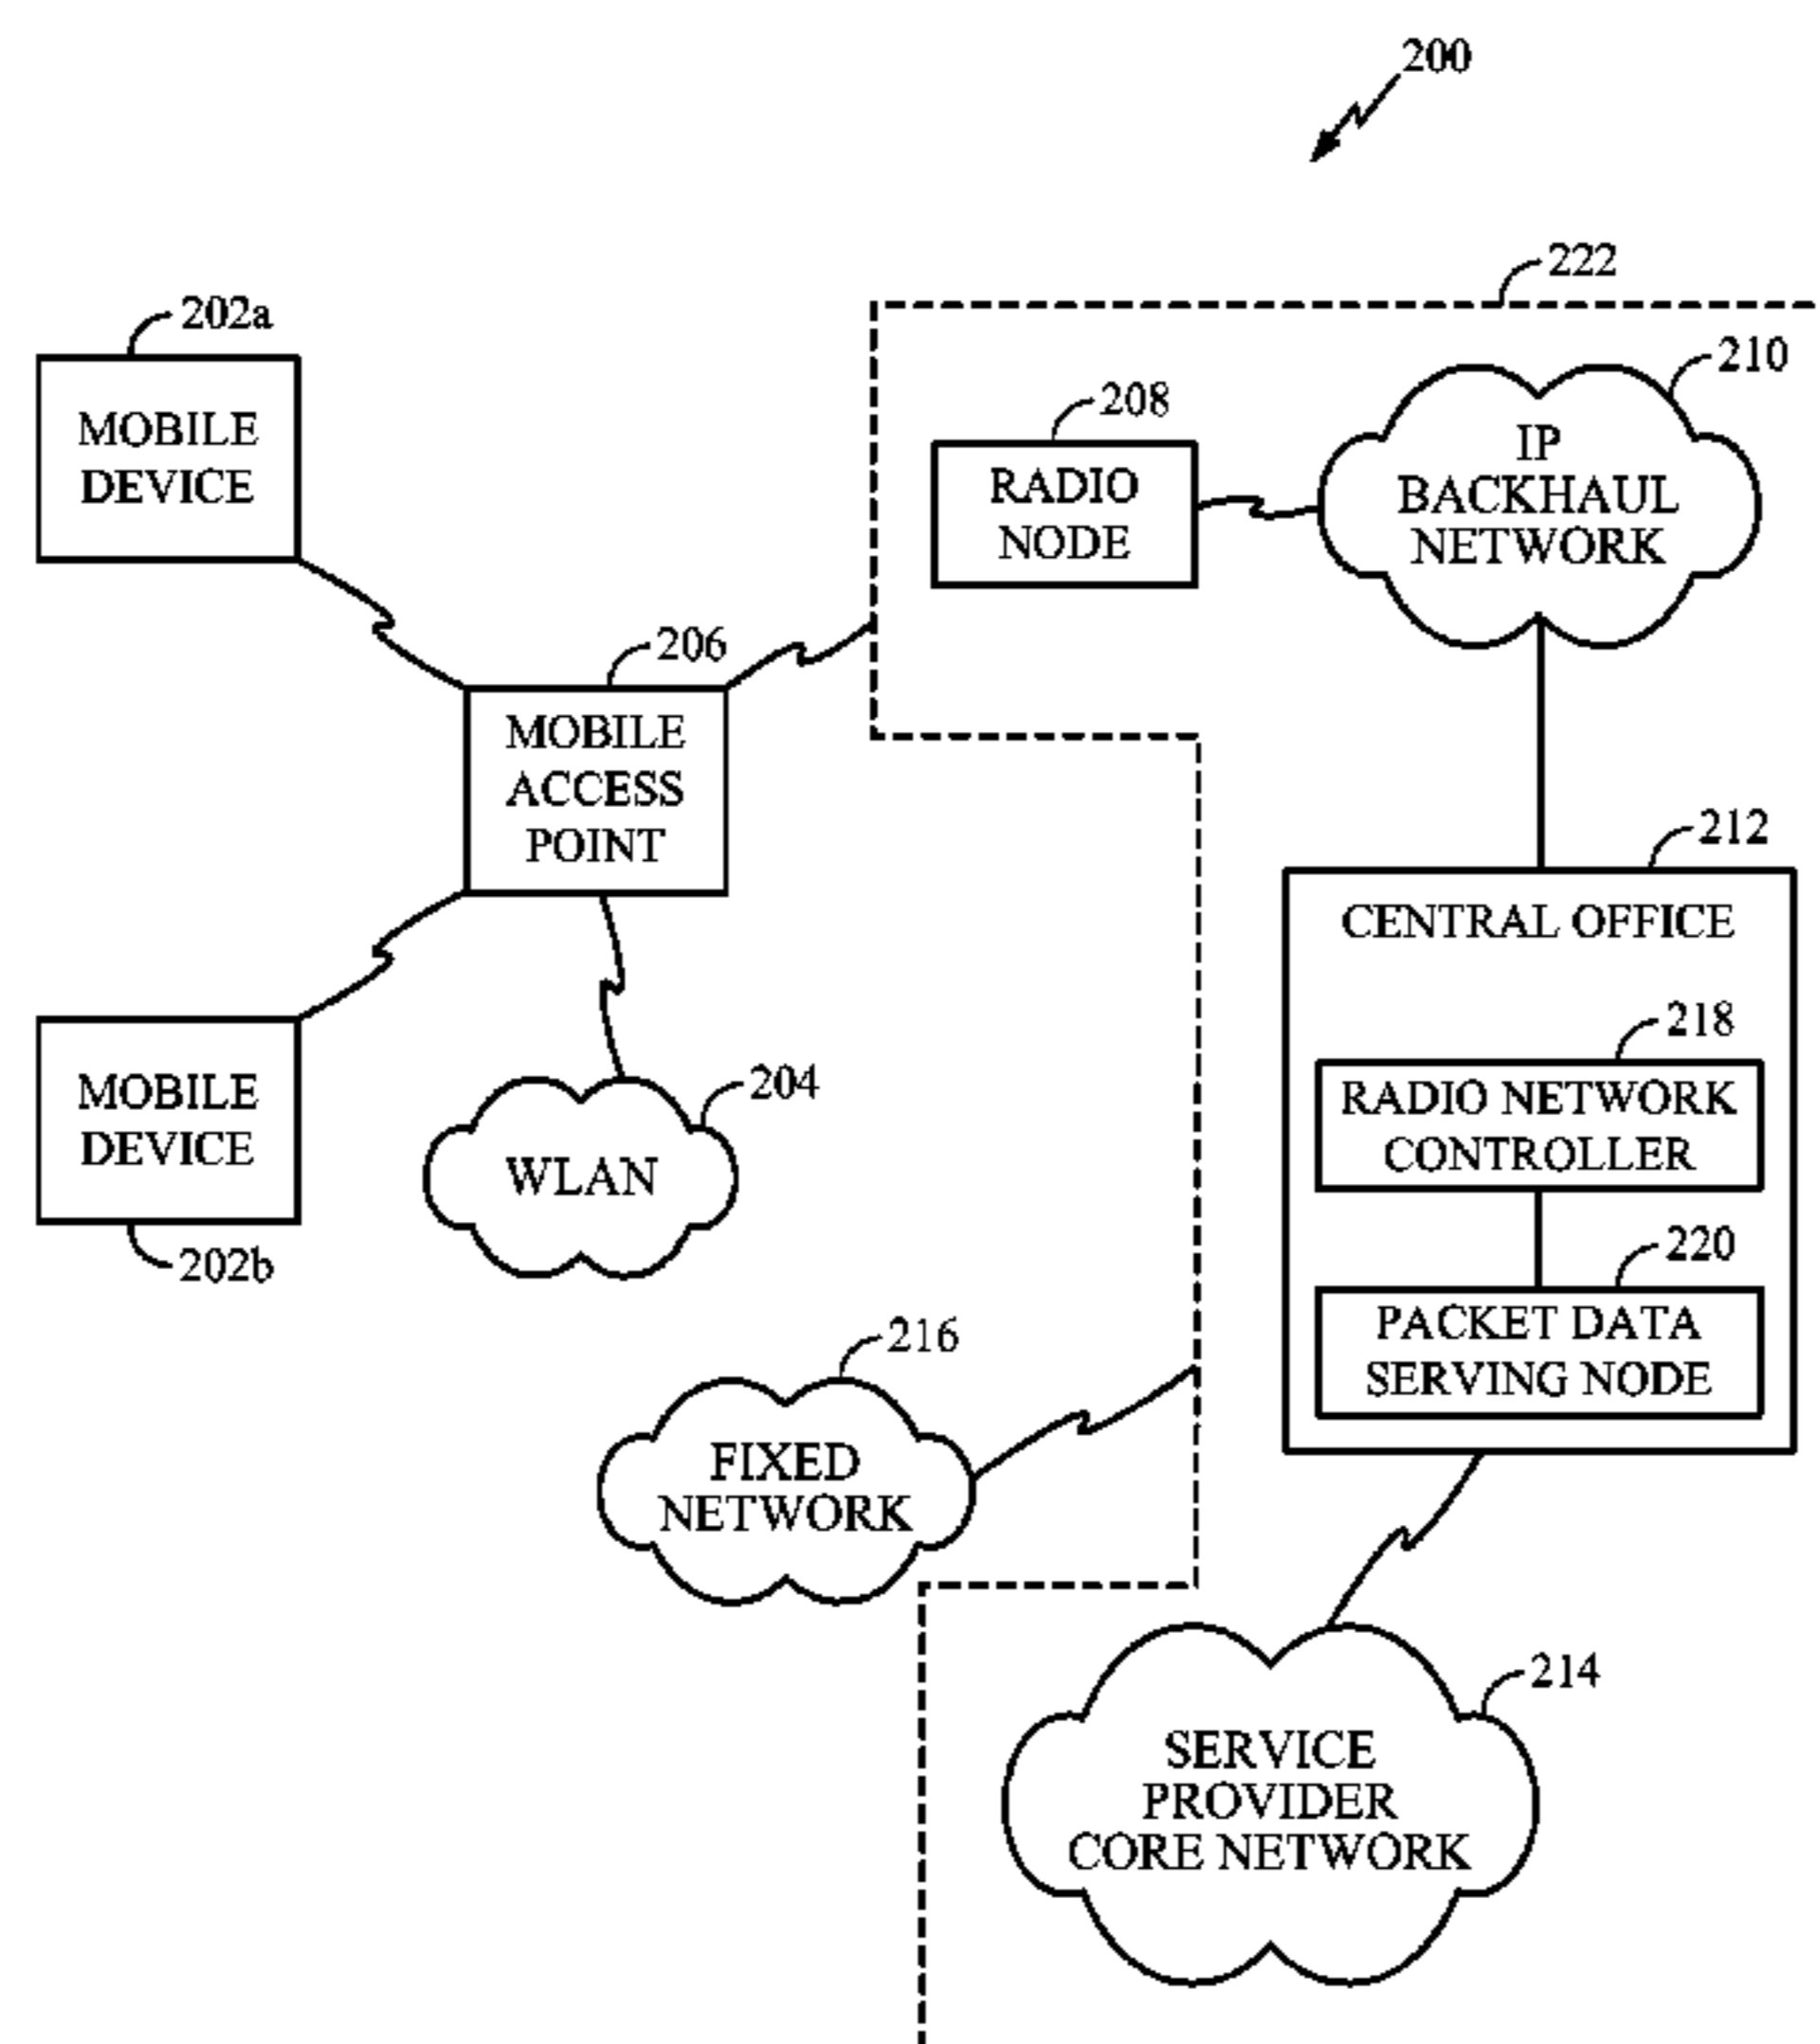 200
222
202a
MOBILE
DEVICE
210
IP
BACKHAUL
NETWORK
208
RADIO
NODE
206
MOBILE
ACCESS
POINT
212
CENTRAL OFFICE
218
RADIO NETWORK
CONTROLLER
220
PACKET DATA
SERVING NODE
MOBILE
DEVICE
202b
204
WLAN
216
FIXED
NETWORK
214
SERVICE
PROVIDER
CORE NETWORK